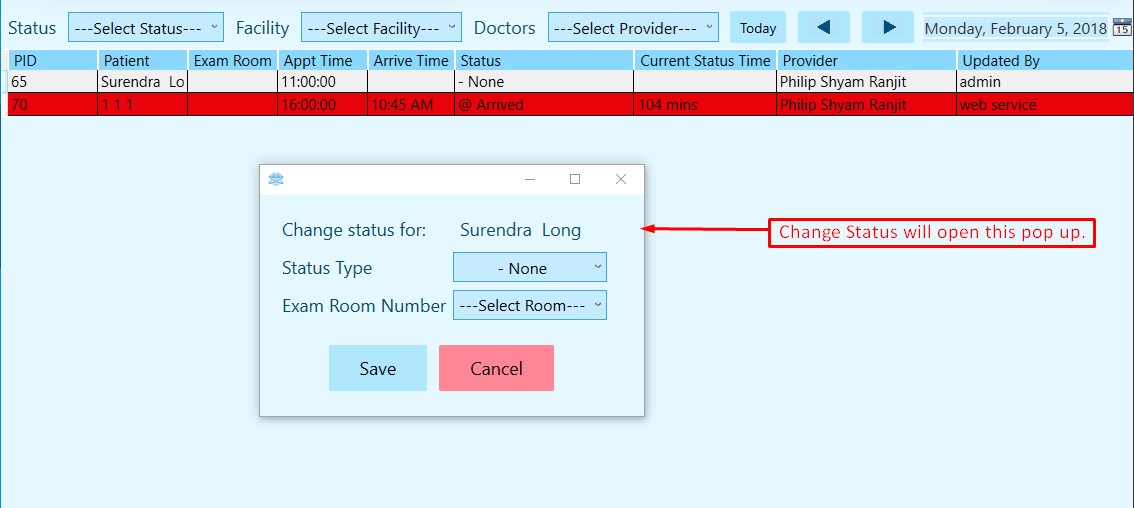 Status ---Select Status--- Facility ---Select Facility--- Doctors ---Select Provider--- Today Monday, February 5, 2018 15
PID Patient Exam Room Appt Time Arrive Time Status Current Status Time Provider Updated By
65 Surendra Lo 11:00:00 - None Philip Shyam Ranjit admin
70 1 1 1 16:00:00 10:45 AM @ Arrived 104 mins Philip Shyam Ranjit web service
Change status for: Surendra Long
Change Status will open this pop up.
Status Type - None
Exam Room Number ---Select Room---
Save Cancel